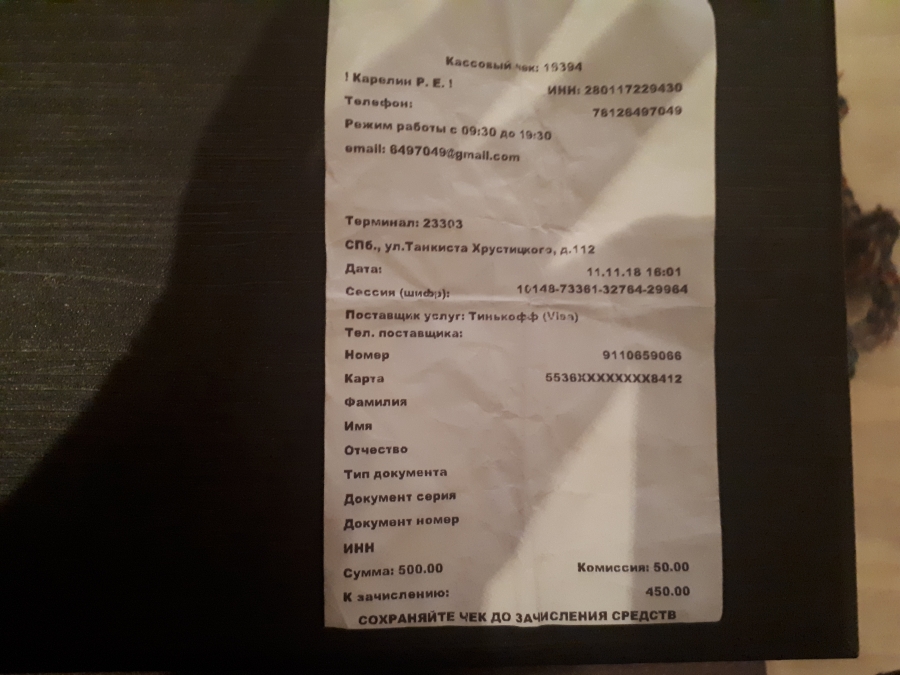 Кассовый чек: 19394
! Карелин Р. Е. ! ИНН: 280117229430
Телефон: 78126497049
Режим работы с 09:30 до 19:30
email: 6497049@gmail.com
Терминал: 23303
СПб., ул.Танкиста Хрустицкого, д.112
Дата: 11.11.18 16:01
Сессия (шифр): 10148-73361-32764-29964
Поставщик услуг: Тинькофф (Visa)
Тел. поставщика:
Номер 9110659066
Карта 5536XXXXXXXX8412
Фамилия
Имя
Отчество
Тип документа
Документ серия
Документ номер
ИНН
Сумма: 500.00 Комиссия: 50.00
К зачислению: 450.00
СОХРАНЯЙТЕ ЧЕК ДО ЗАЧИСЛЕНИЯ СРЕДСТВ